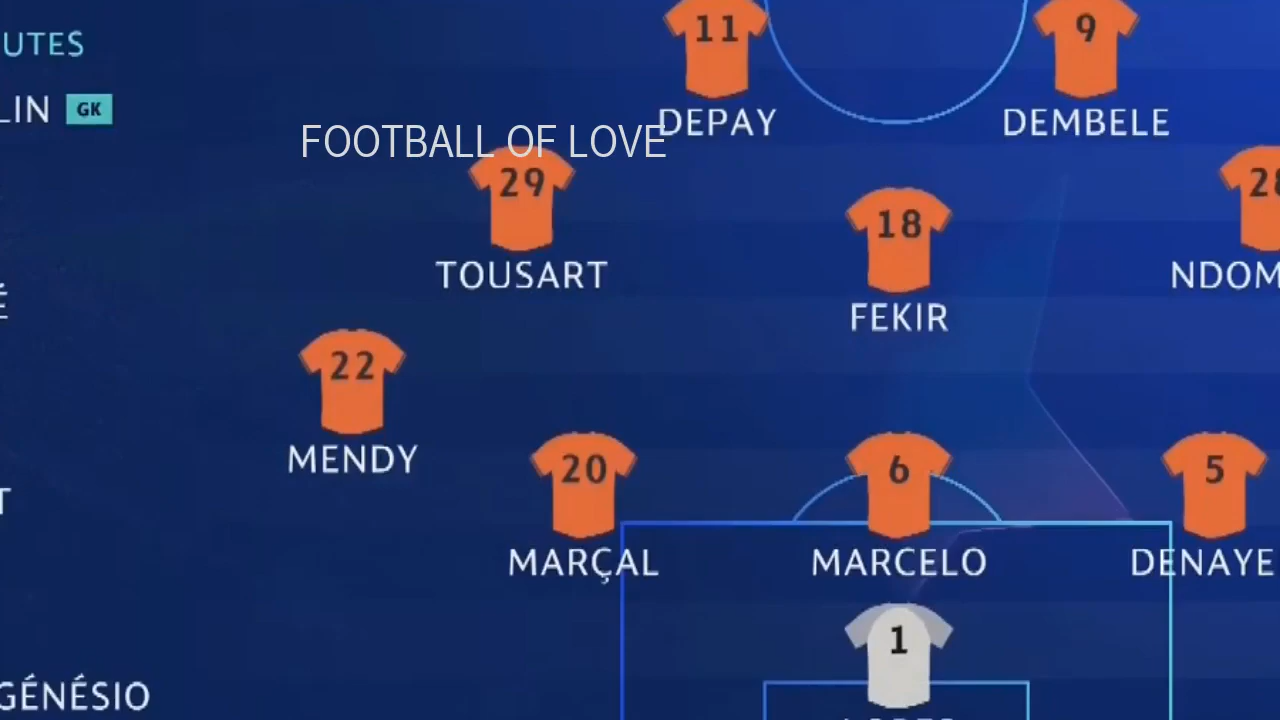 UTES
LIN GK
11
DEPAY
9
DEMBELE
FOOTBALL OF LOVE
29
TOUSART
18
FEKIR
28
NDOM
É
22
MENDY
20
MARÇAL
6
MARCELO
5
DENAYE
T
1
GÉNÉSIO